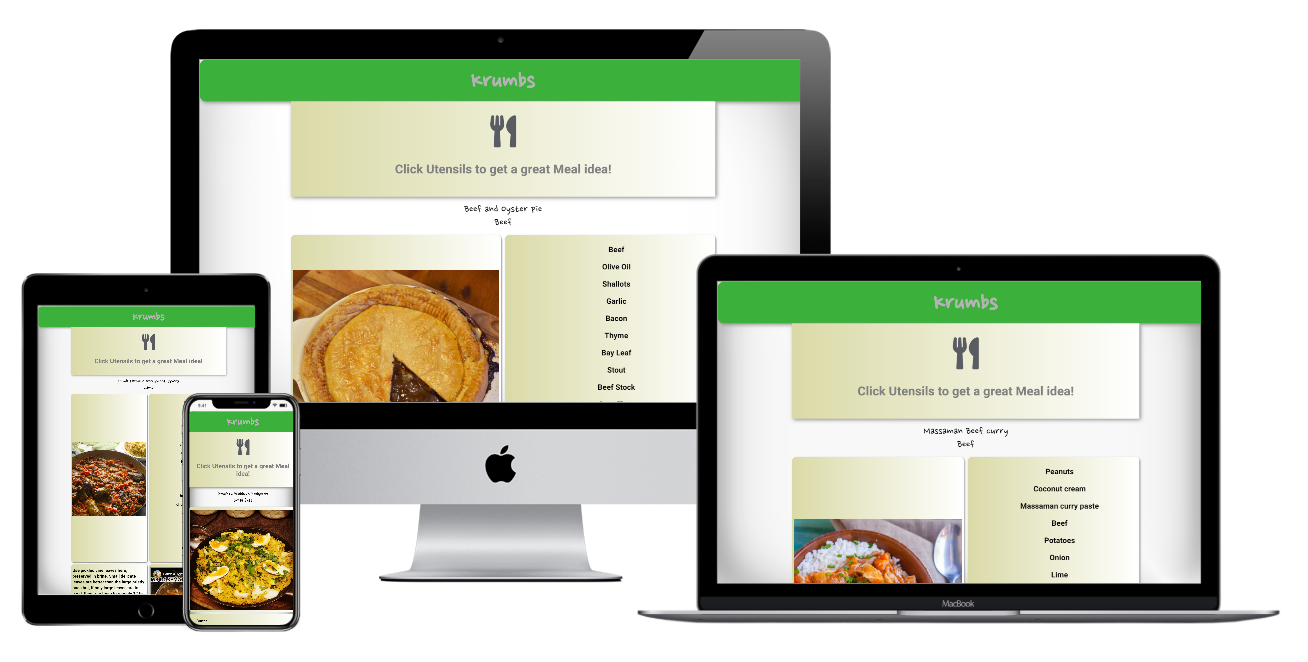 Krumbs
Click Utensils to get a great Meal idea!
Beef and Oyster Pie
Beef
Beef
Olive Oil
Shallots
Garlic
Bacon
Thyme
Bay Leaf
Stout
Beef Stock
Krumbs
Click Utensils to get a great Meal idea!
Massaman Beef curry
Beef
Peanuts
Coconut cream
Massaman curry paste
Beef
Potatoes
Onion
Lime
MacBook
Krumbs
Click Utensils to get a great Meal idea!
9:41
Krumbs
Click Utensils to get a great Meal
idea!